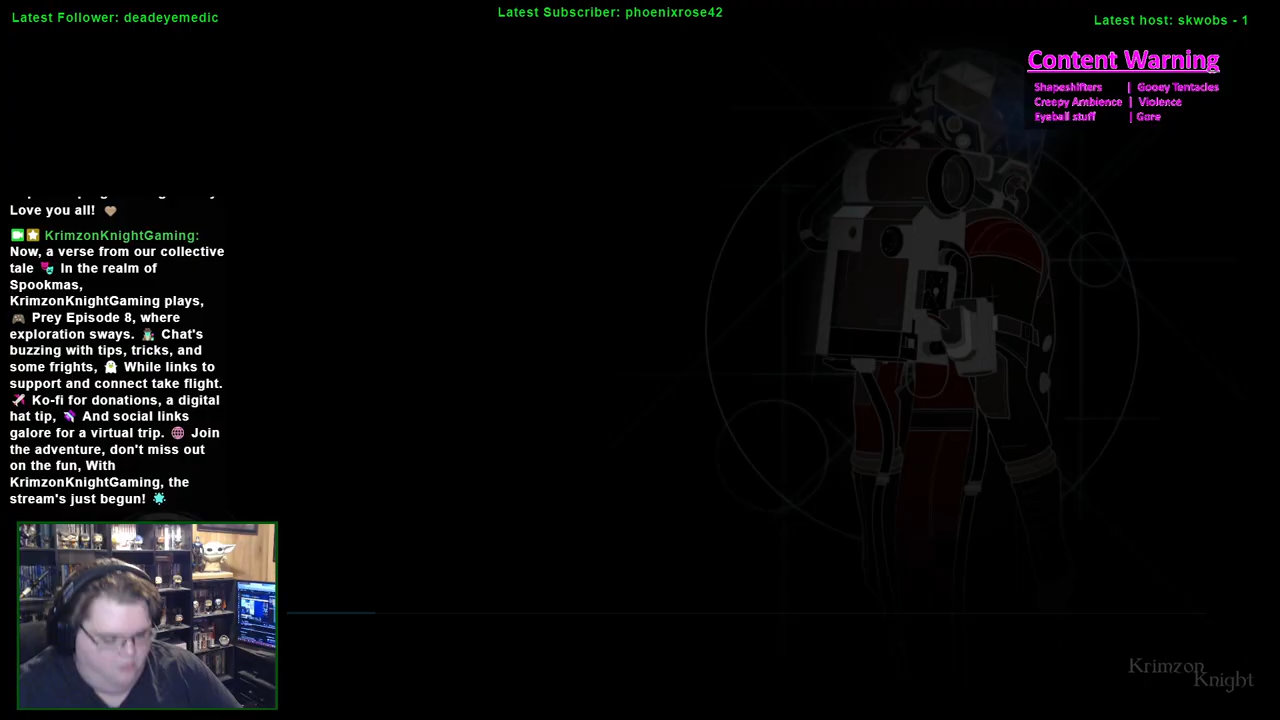 Latest Follower: deadeyemedic
Latest Subscriber: phoenixrose42
Latest host: skwobs - 1
Content Warning
Shapeshifters | Gooey Tentacles
Creepy Ambience | Violence
Eyeball stuff | Gore
Love you all! 🤎
KrimzonKnightGaming:
Now, a verse from our collective
tale 🎭 In the realm of
Spookmas,
KrimzonKnightGaming plays,
🎮 Prey Episode 8, where
exploration sways. Chat's
buzzing with tips, tricks, and
some frights, 👻 While links to
support and connect take flight.
🚀 Ko-fi for donations, a digital
hat tip, And social links
galore for a virtual trip. 🌐 Join
the adventure, don't miss out
on the fun, With
KrimzonKnightGaming, the
stream's just begun! 🌟
Krimzon
Knight